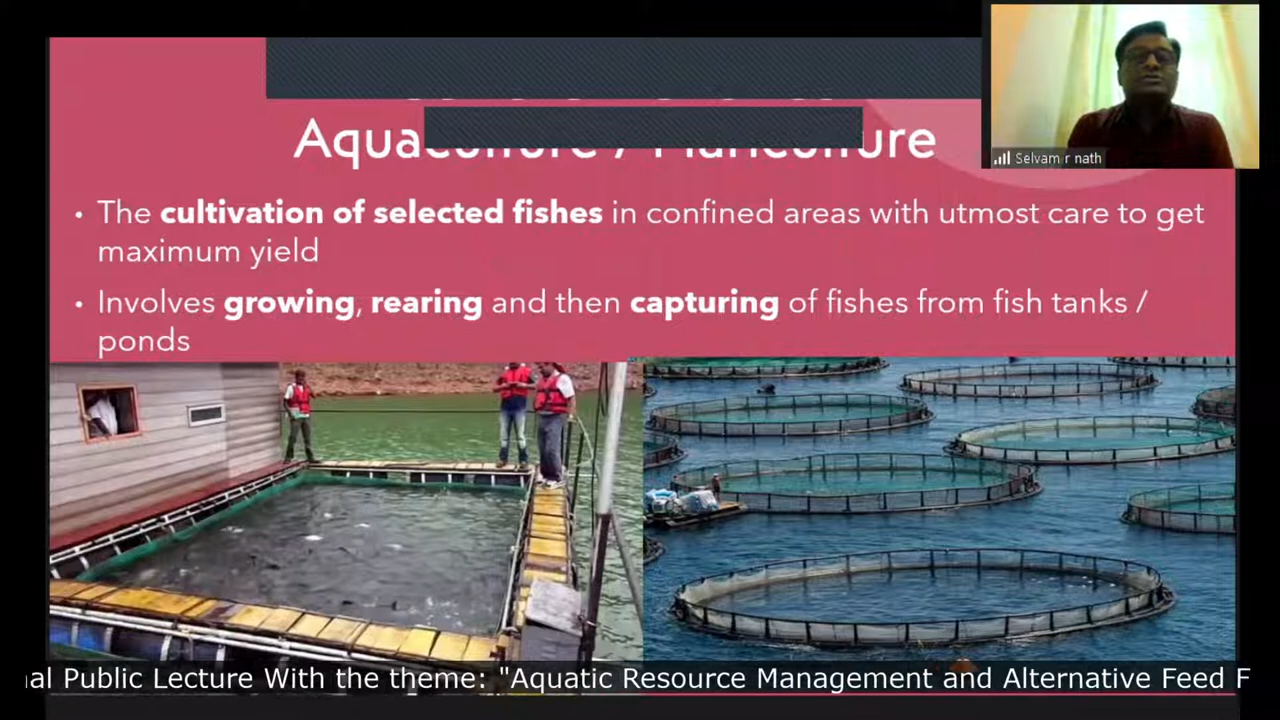 Aquaculture / Mariculture
Selvam r nath
• The cultivation of selected fishes in confined areas with utmost care to get
maximum yield
• Involves growing, rearing and then capturing of fishes from fish tanks /
ponds
al Public Lecture With the theme: "Aquatic Resource Management and Alternative Feed F